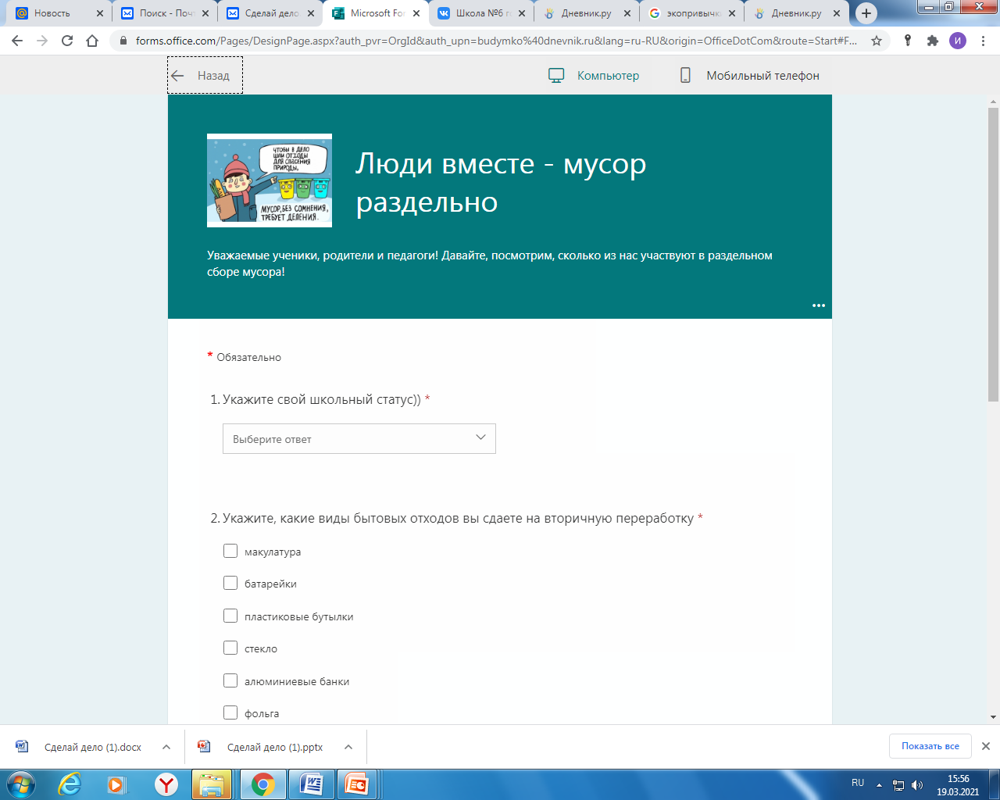 Новость
Поиск - Почт
Сделай дело.
Microsoft For
Школа №6 го
Дневник.ру
экопривычк
Дневник.ру
forms.office.com/Pages/DesignPage.aspx?auth_pvr=OrgId&auth_upn=budymko%40dnevnik.ru&lang=ru-RU&origin=OfficeDotCom&route=Start#F...
И
Назад
Компьютер
Мобильный телефон
ЧТОБЫ В ДЕЛО
ШЛИ ОТХОДЫ
ДЛЯ СПАСЕНИЯ
ПРИРОДЫ,
МУСОР, БЕЗ СОМНЕНИЯ,
ТРЕБУЕТ ДЕЛЕНИЯ.
Люди вместе - мусор
раздельно
Уважаемые ученики, родители и педагоги! Давайте, посмотрим, сколько из нас участвуют в раздельном
сборе мусора!
* Обязательно
1. Укажите свой школьный статус)) *
Выберите ответ
2. Укажите, какие виды бытовых отходов вы сдаете на вторичную переработку *
макулатура
батарейки
пластиковые бутылки
стекло
алюминиевые банки
фольга
Сделай дело (1).docx
Сделай дело (1).pptx
Показать все
RU
15:56
19.03.2021